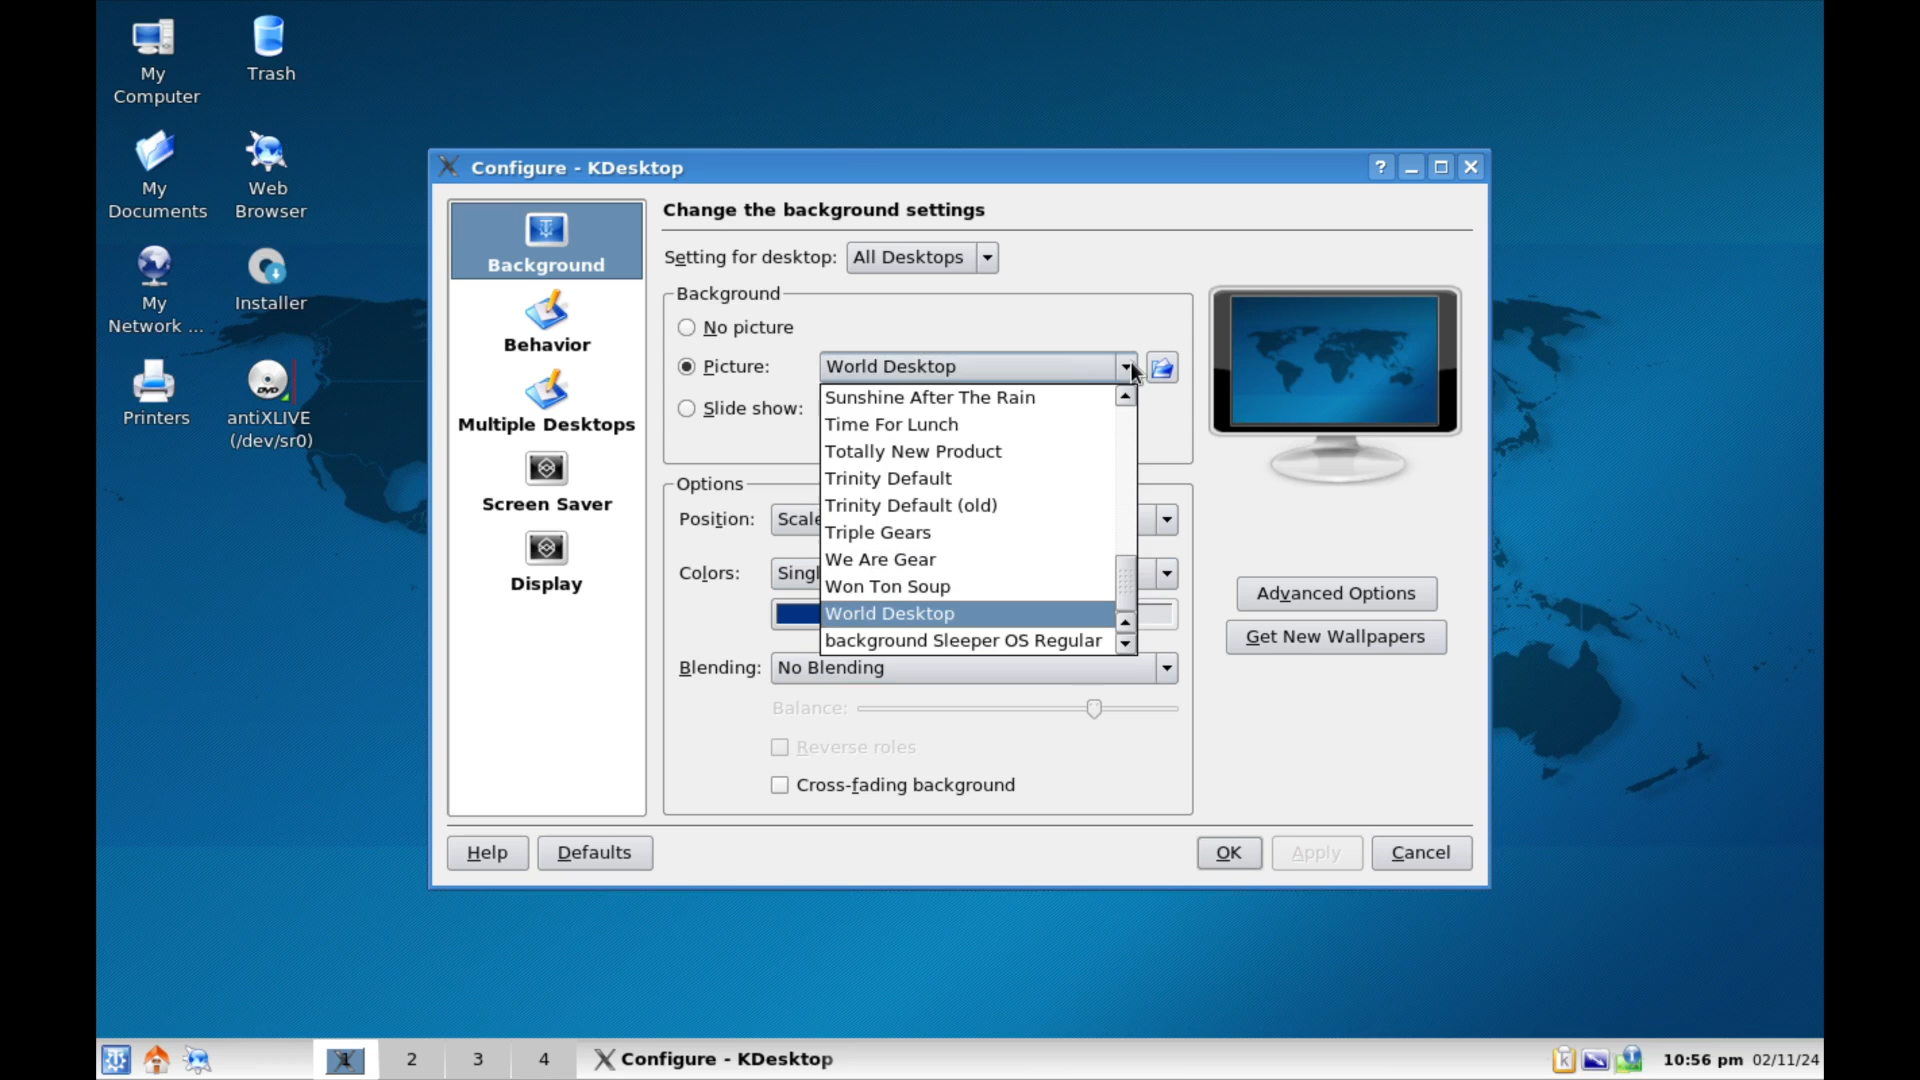 My
Computer
Trash
My
Documents
Web
Browser
My
Network ...
Installer
Printers
antiXLIVE
(/dev/sr0)
DVD
Configure - KDesktop
?
Background
Behavior
Multiple Desktops
Screen Saver
Display
Change the background settings
Setting for desktop: All Desktops
Background
No picture
Picture: World Desktop
Slide show:
Sunshine After The Rain
Time For Lunch
Totally New Product
Trinity Default
Trinity Default (old)
Triple Gears
We Are Gear
Won Ton Soup
World Desktop
background Sleeper OS Regular
Options
Position: Scale
Colors: Singl
Blending: No Blending
Balance:
Reverse roles
Cross-fading background
Advanced Options
Get New Wallpapers
Help
Defaults
OK
Apply
Cancel
1 2 3 4 Configure - KDesktop 10:56 pm 02/11/24